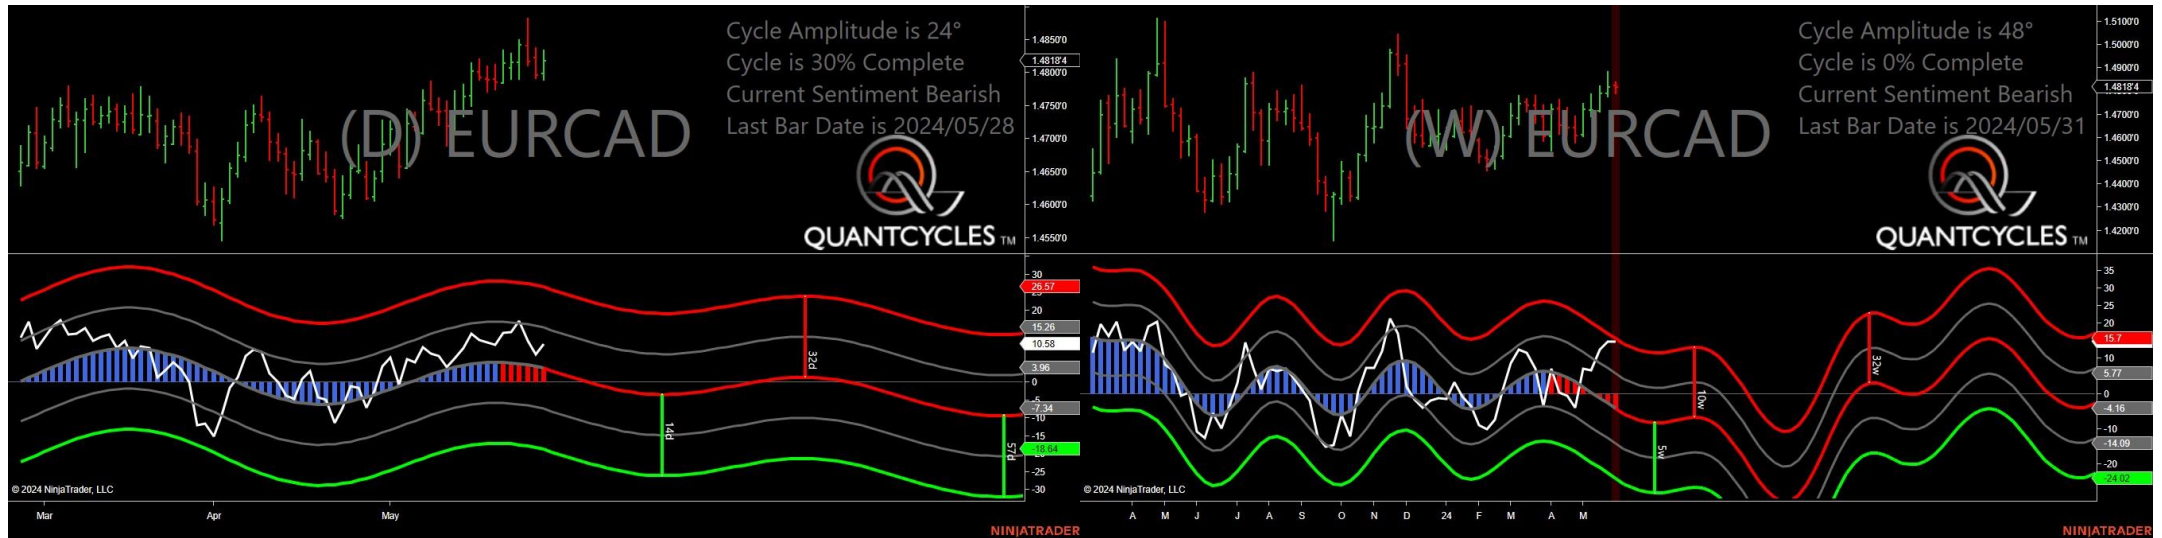 Cycle Amplitude is 24°
Cycle is 30% Complete
Current Sentiment Bearish
Last Bar Date is 2024/05/28
(D) EURCAD
QUANTCYCLES TM
1.4850'0
1.4818'4
1.4800'0
1.4750'0
1.4700'0
1.4650'0
1.4600'0
1.4550'0
30
26.57
20
15.26
10.58
3.96
0
-5
-7.34
-10
-15
-18.64
-25
-30
32d
14d
57d
© 2024 NinjaTrader, LLC
Mar Apr May
NINJATRADER
Cycle Amplitude is 48°
Cycle is 0% Complete
Current Sentiment Bearish
Last Bar Date is 2024/05/31
(W) EURCAD
QUANTCYCLES TM
1.5100'0
1.5000'0
1.4900'0
1.4818'4
1.4700'0
1.4600'0
1.4500'0
1.4400'0
1.4300'0
1.4200'0
35
30
25
20
15.7
10
5.77
0
-4.16
-10
-14.09
-20
-24.02
10w
5w
32w
© 2024 NinjaTrader, LLC
A M J J A S O N D 24 F M A M
NINJATRADER